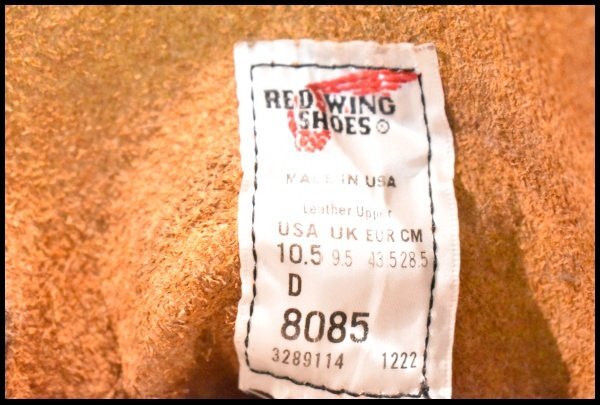 RED WING
SHOES
MADE IN USA
Leather Upper
USA UK EUR CM
10.5 9.5 43.5 28.5
D
8085
3289114 1222